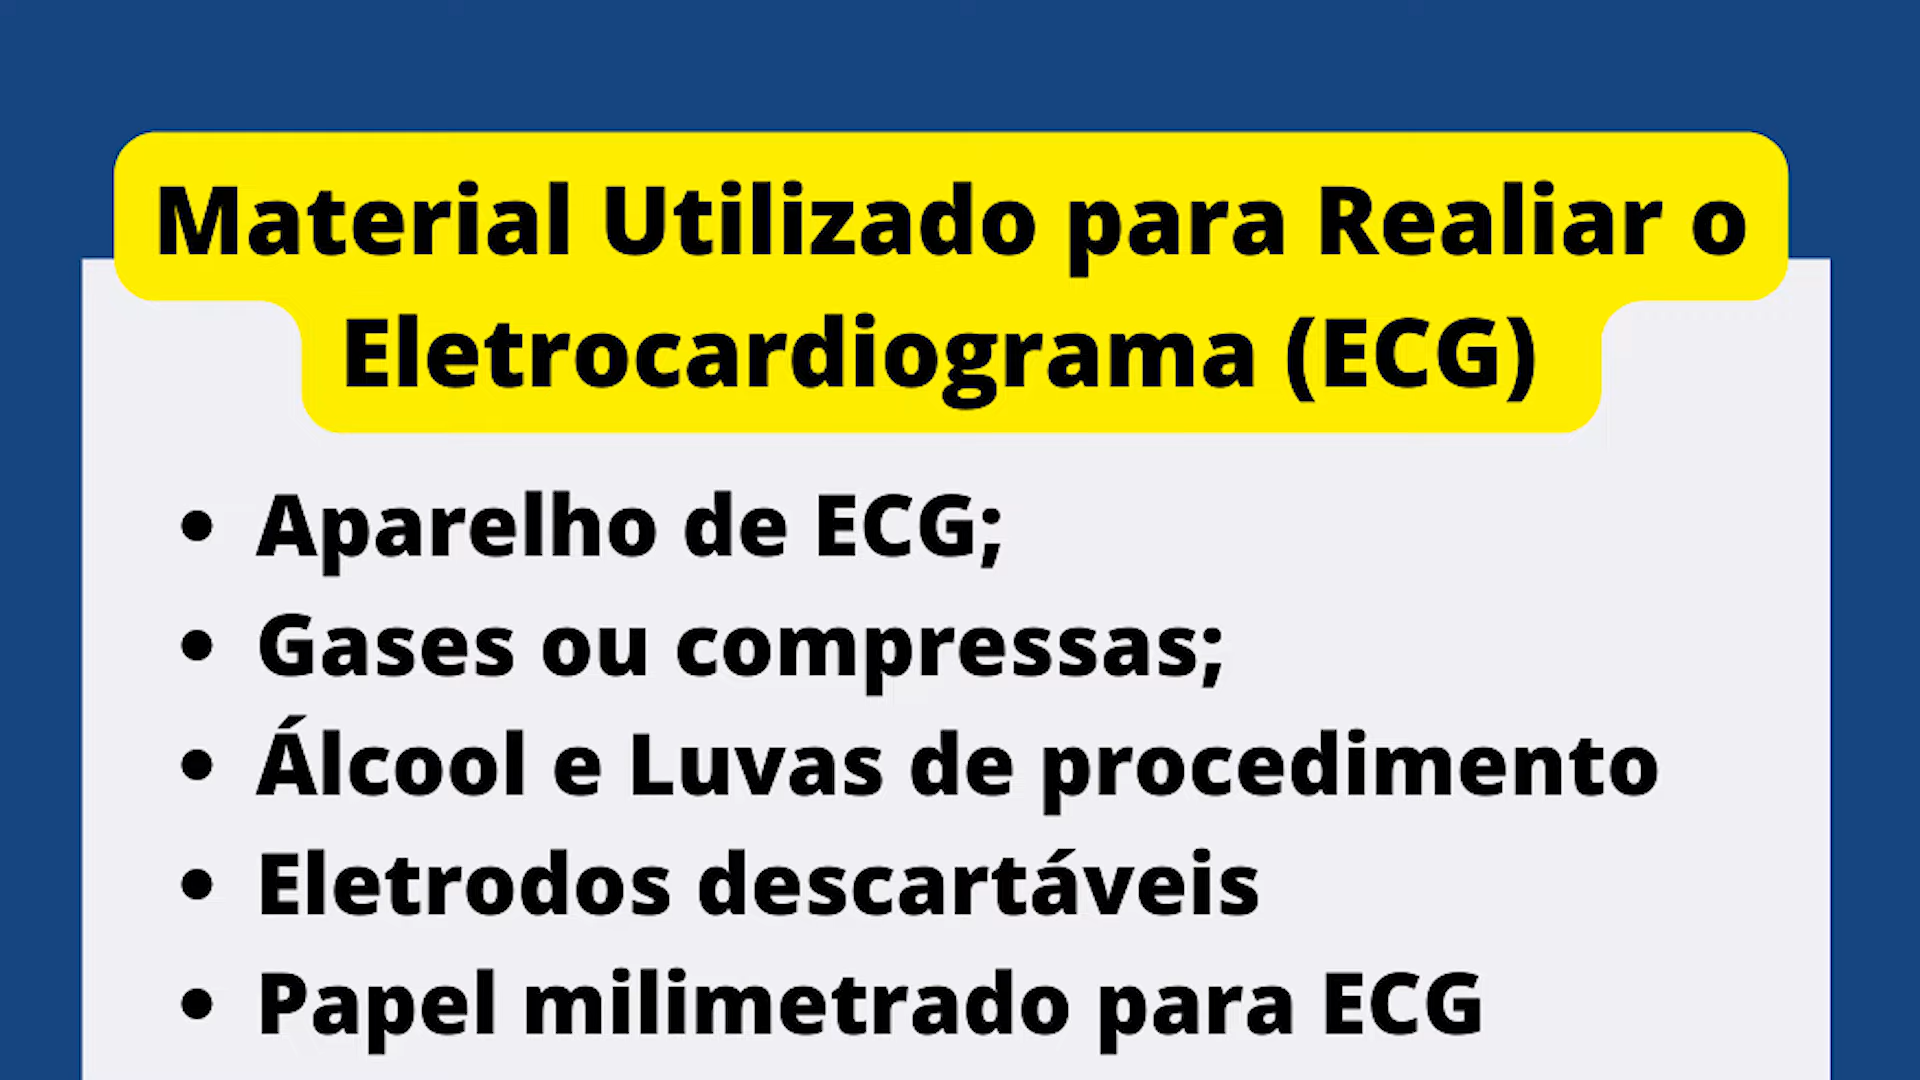 Material Utilizado para Realiar o
Eletrocardiograma (ECG)
• Aparelho de ECG;
• Gases ou compressas;
• Álcool e Luvas de procedimento
• Eletrodos descartáveis
• Papel milimetrado para ECG